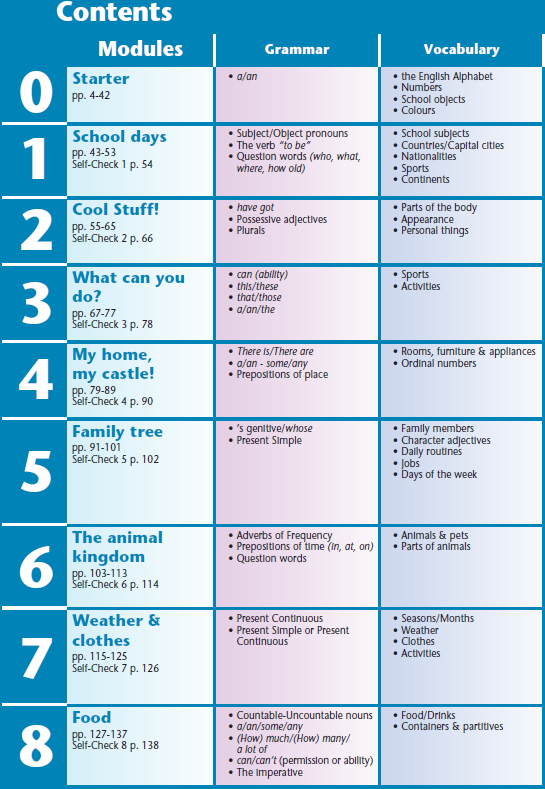 Contents
Modules
Grammar
Vocabulary
0
Starter
pp. 4-42
• a/an
• the English Alphabet
• Numbers
• School objects
• Colours
1
School days
pp. 43-53
Self-Check 1 p. 54
• Subject/Object pronouns
• The verb "to be"
• Question words (who, what,
where, how old)
• School subjects
• Countries/Capital cities
• Nationalities
• Sports
• Continents
2
Cool Stuff!
pp. 55-65
Self-Check 2 p. 66
• have got
• Possessive adjectives
• Plurals
• Parts of the body
• Appearance
• Personal things
3
What can you
do?
pp. 67-77
Self-Check 3 p. 78
• can (ability)
• this/these
• that/those
• a/an/the
• Sports
• Activities
4
My home,
my castle!
pp. 79-89
Self-Check 4 p. 90
• There is/There are
• a/an - some/any
• Prepositions of place
• Rooms, furniture & appliances
• Ordinal numbers
5
Family tree
pp. 91-101
Self-Check 5 p. 102
• 's genitive/whose
• Present Simple
• Family members
• Character adjectives
• Daily routines
• Jobs
• Days of the week
6
The animal
kingdom
pp. 103-113
Self-Check 6 p. 114
• Adverbs of Frequency
• Prepositions of time (in, at, on)
• Question words
• Animals & pets
• Parts of animals
7
Weather &
clothes
pp. 115-125
Self-Check 7 p. 126
• Present Continuous
• Present Simple or Present
Continuous
• Seasons/Months
• Weather
• Clothes
• Activities
8
Food
pp. 127-137
Self-Check 8 p. 138
• Countable-Uncountable nouns
• a/an/some/any
• (How) much/(How) many/
a lot of
• can/can't (permission or ability)
• The imperative
• Food/Drinks
• Containers & partitives